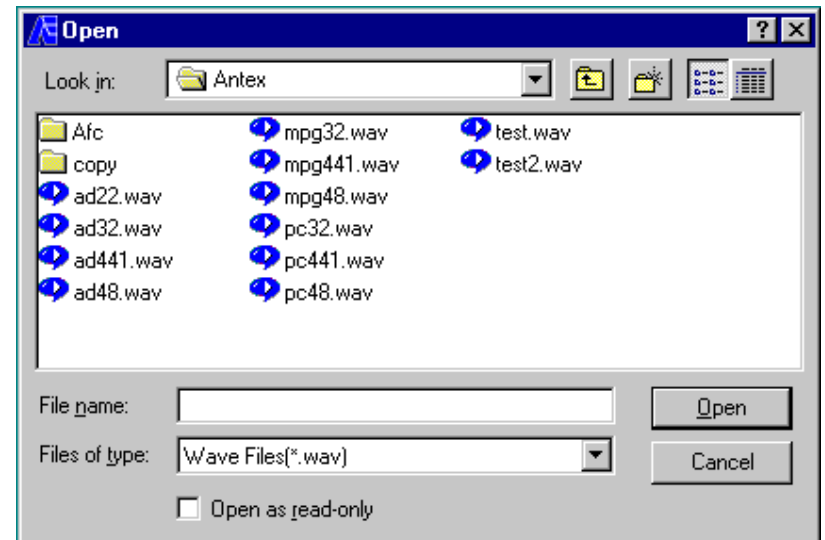 Open
Look in: Antex
Afc
copy
ad22.wav
ad32.wav
ad441.wav
ad48.wav
mpg32.wav
mpg441.wav
mpg48.wav
pc32.wav
pc441.wav
pc48.wav
test.wav
test2.wav
File name: Open
Files of type: Wave Files(*.wav) Cancel
Open as read-only